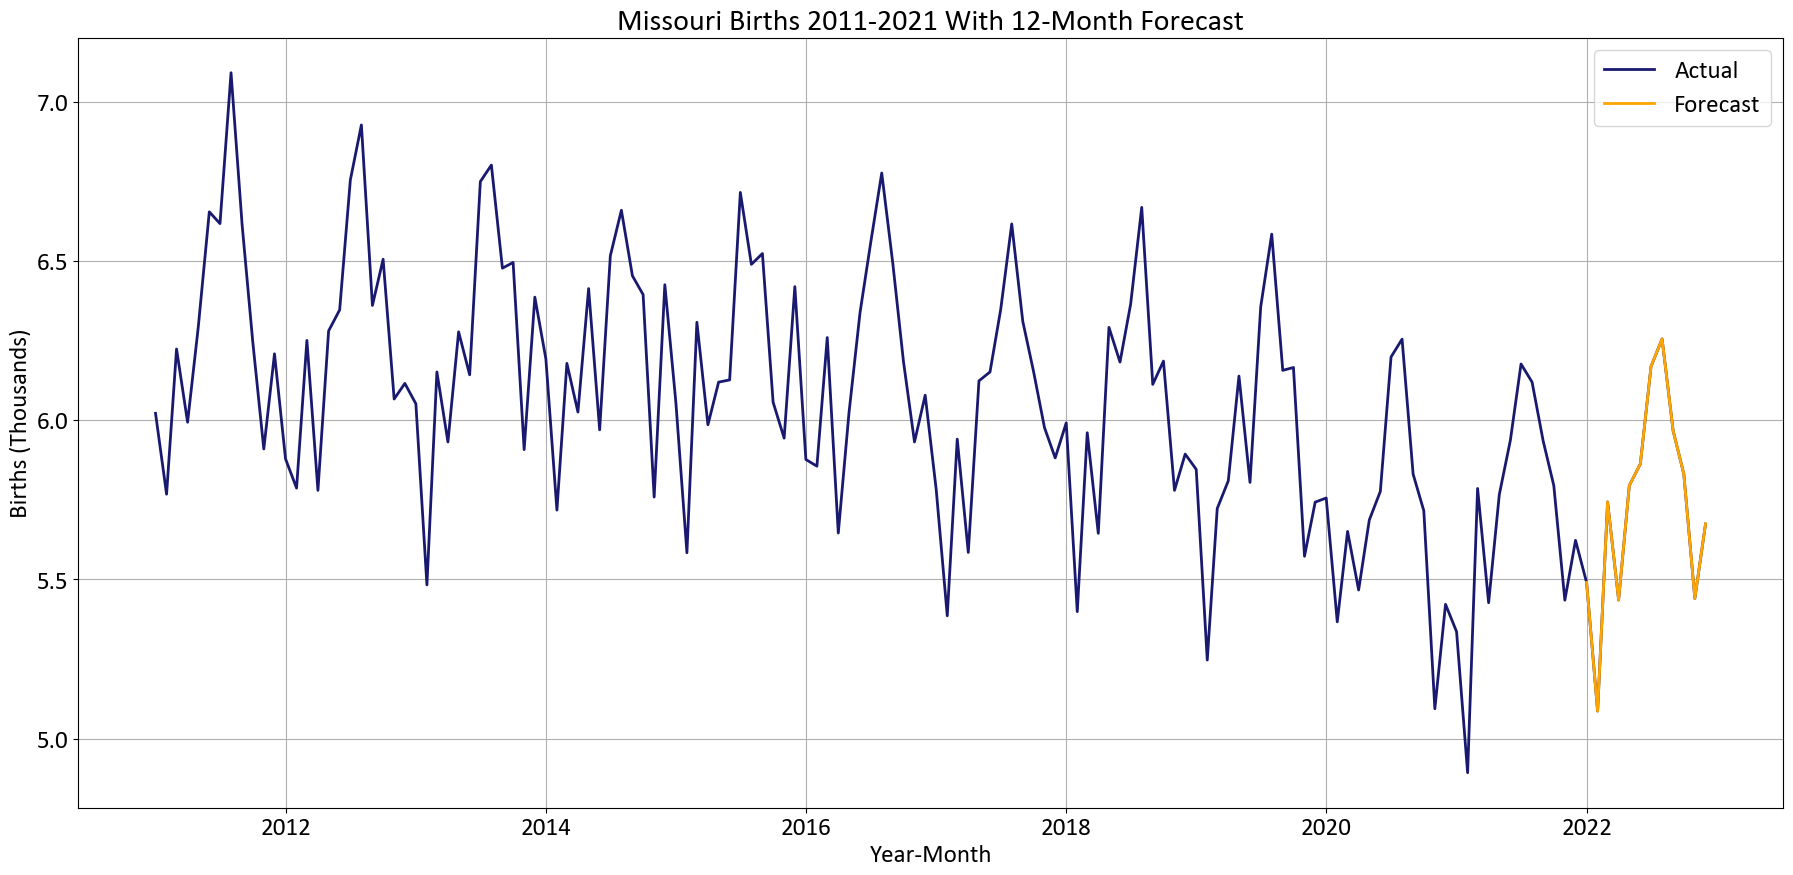 Missouri Births 2011-2021 With 12-Month Forecast
Actual
Forecast
7.0
6.5
6.0
5.5
5.0
Births (Thousands)
2012 2014 2016 2018 2020 2022
Year-Month